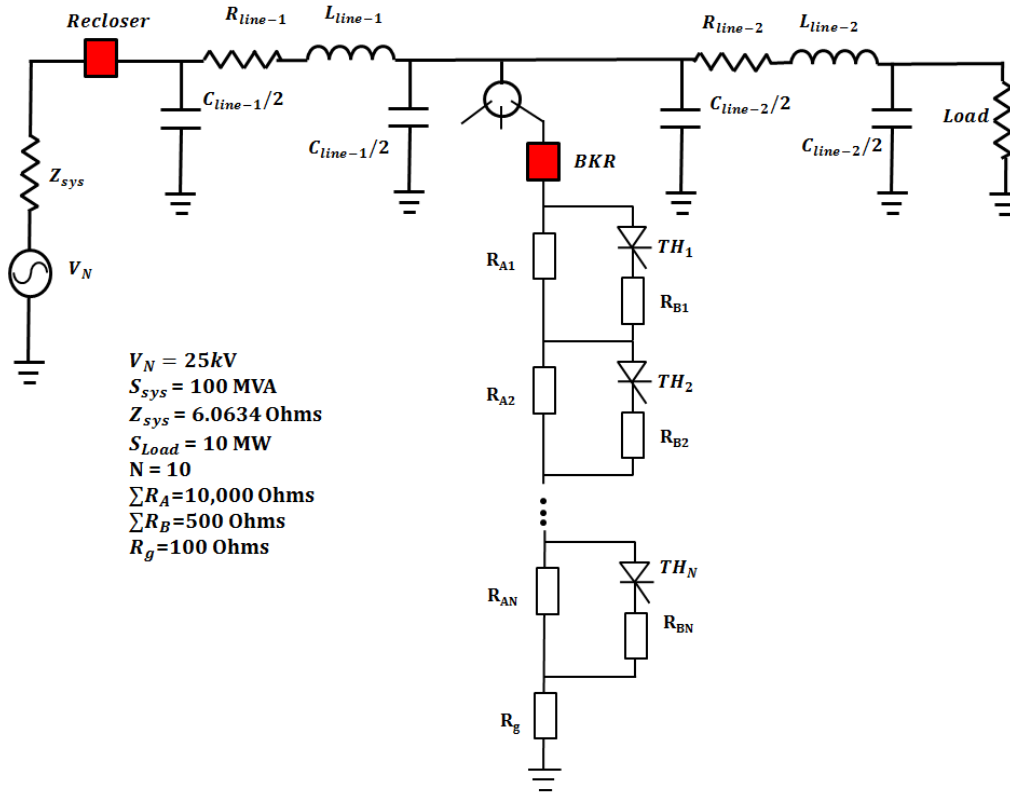 Recloser
R_line−1
L_line−1
R_line−2
L_line−2
C_line−1/2
C_line−1/2
C_line−2/2
C_line−2/2
Load
Z_sys
BKR
V_N
R_A1
TH_1
R_B1
R_A2
TH_2
R_B2
R_AN
TH_N
R_BN
R_g
V_N = 25kV
S_sys = 100 MVA
Z_sys = 6.0634 Ohms
S_Load = 10 MW
N = 10
∑R_A=10,000 Ohms
∑R_B=500 Ohms
R_g=100 Ohms